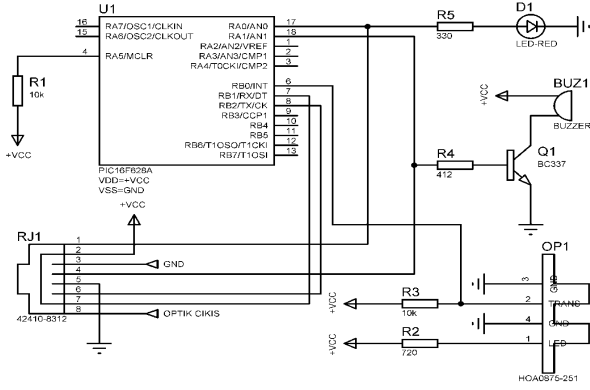 U1
16 RA7/OSC1/CLKIN RA0/AN0 17
15 RA6/OSC2/CLKOUT RA1/AN1 18
RA2/AN2/VREF 1
4 RA5/MCLR RA3/AN3/CMP1 2
RA4/T0CKI/CMP2 3
RB0/INT 6
RB1/RX/DT 7
RB2/TX/CK 8
RB3/CCP1 9
RB4 10
RB5 11
RB6/T1OSO/T1CKI 12
RB7/T1OSI 13
PIC16F628A
VDD=+VCC
VSS=GND
R1
10k
+VCC
R5
330
D1
LED-RED
+VCC
BUZ1
BUZZER
R4
412
Q1
BC337
+VCC
RJ1
1
2
3 GND
4
5
6
7
8 OPTIK CIKIS
42410-8312
+VCC
R3
10k
+VCC
R2
720
OP1
3 GND
2 TRANS
4 GND
1 LED
HOA0875-251